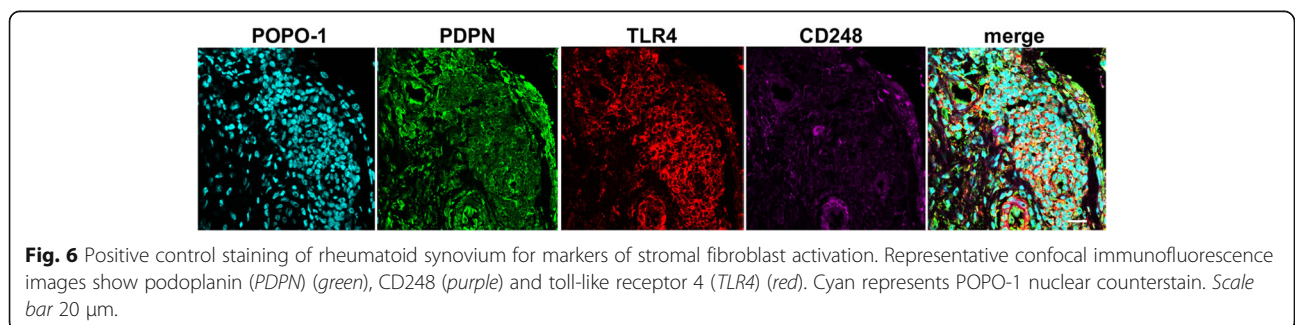 POPO-1 PDPN TLR4 CD248 merge
Fig. 6 Positive control staining of rheumatoid synovium for markers of stromal fibroblast activation. Representative confocal immunofluorescence
images show podoplanin (PDPN) (green), CD248 (purple) and toll-like receptor 4 (TLR4) (red). Cyan represents POPO-1 nuclear counterstain. Scale
bar 20 μm.